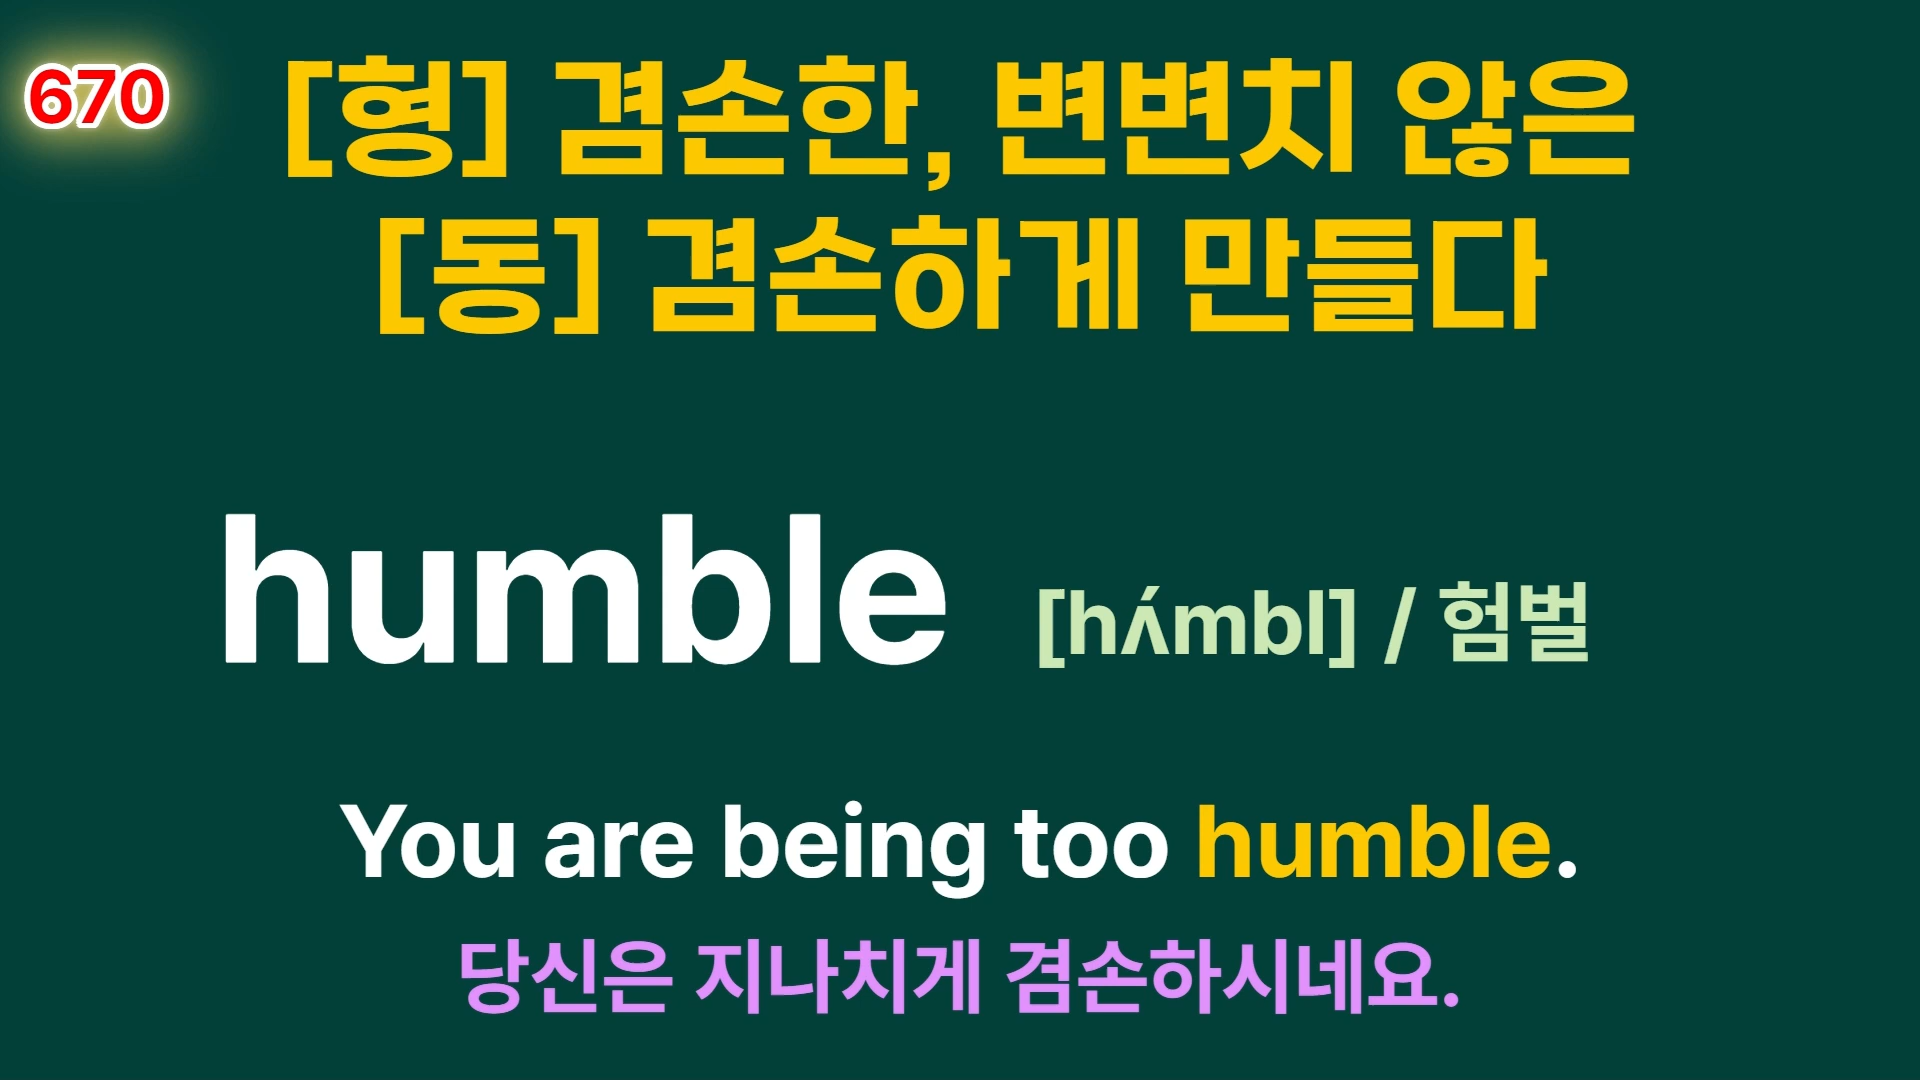 670
[형] 겸손한, 변변치 않은
[동] 겸손하게 만들다
humble [hʌ́mbl] / 험벌
You are being too humble.
당신은 지나치게 겸손하시네요.